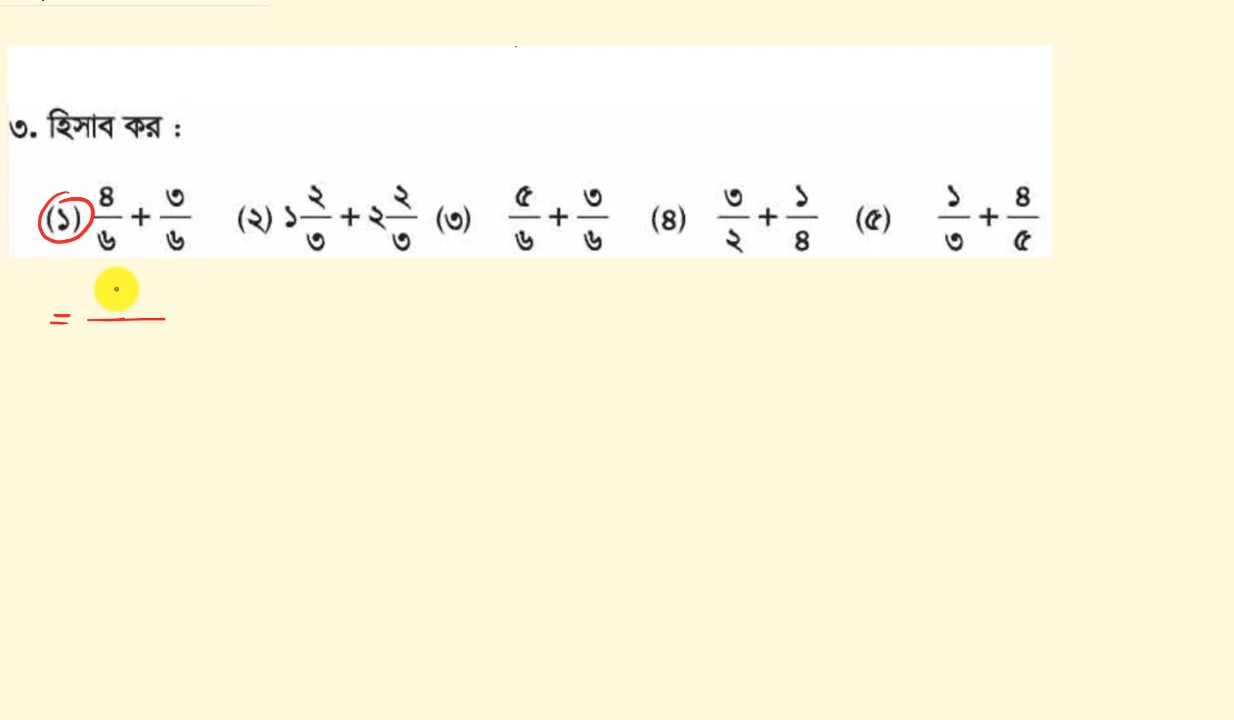 ৩. হিসাব কর :
(১) ৪/৬ + ৩/৬ (২) ১ ২/৩ + ২ ২/৩ (৩) ৫/৬ + ৩/৬ (৪) ৩/২ + ১/৪ (৫) ১/৩ + ৪/৫
=